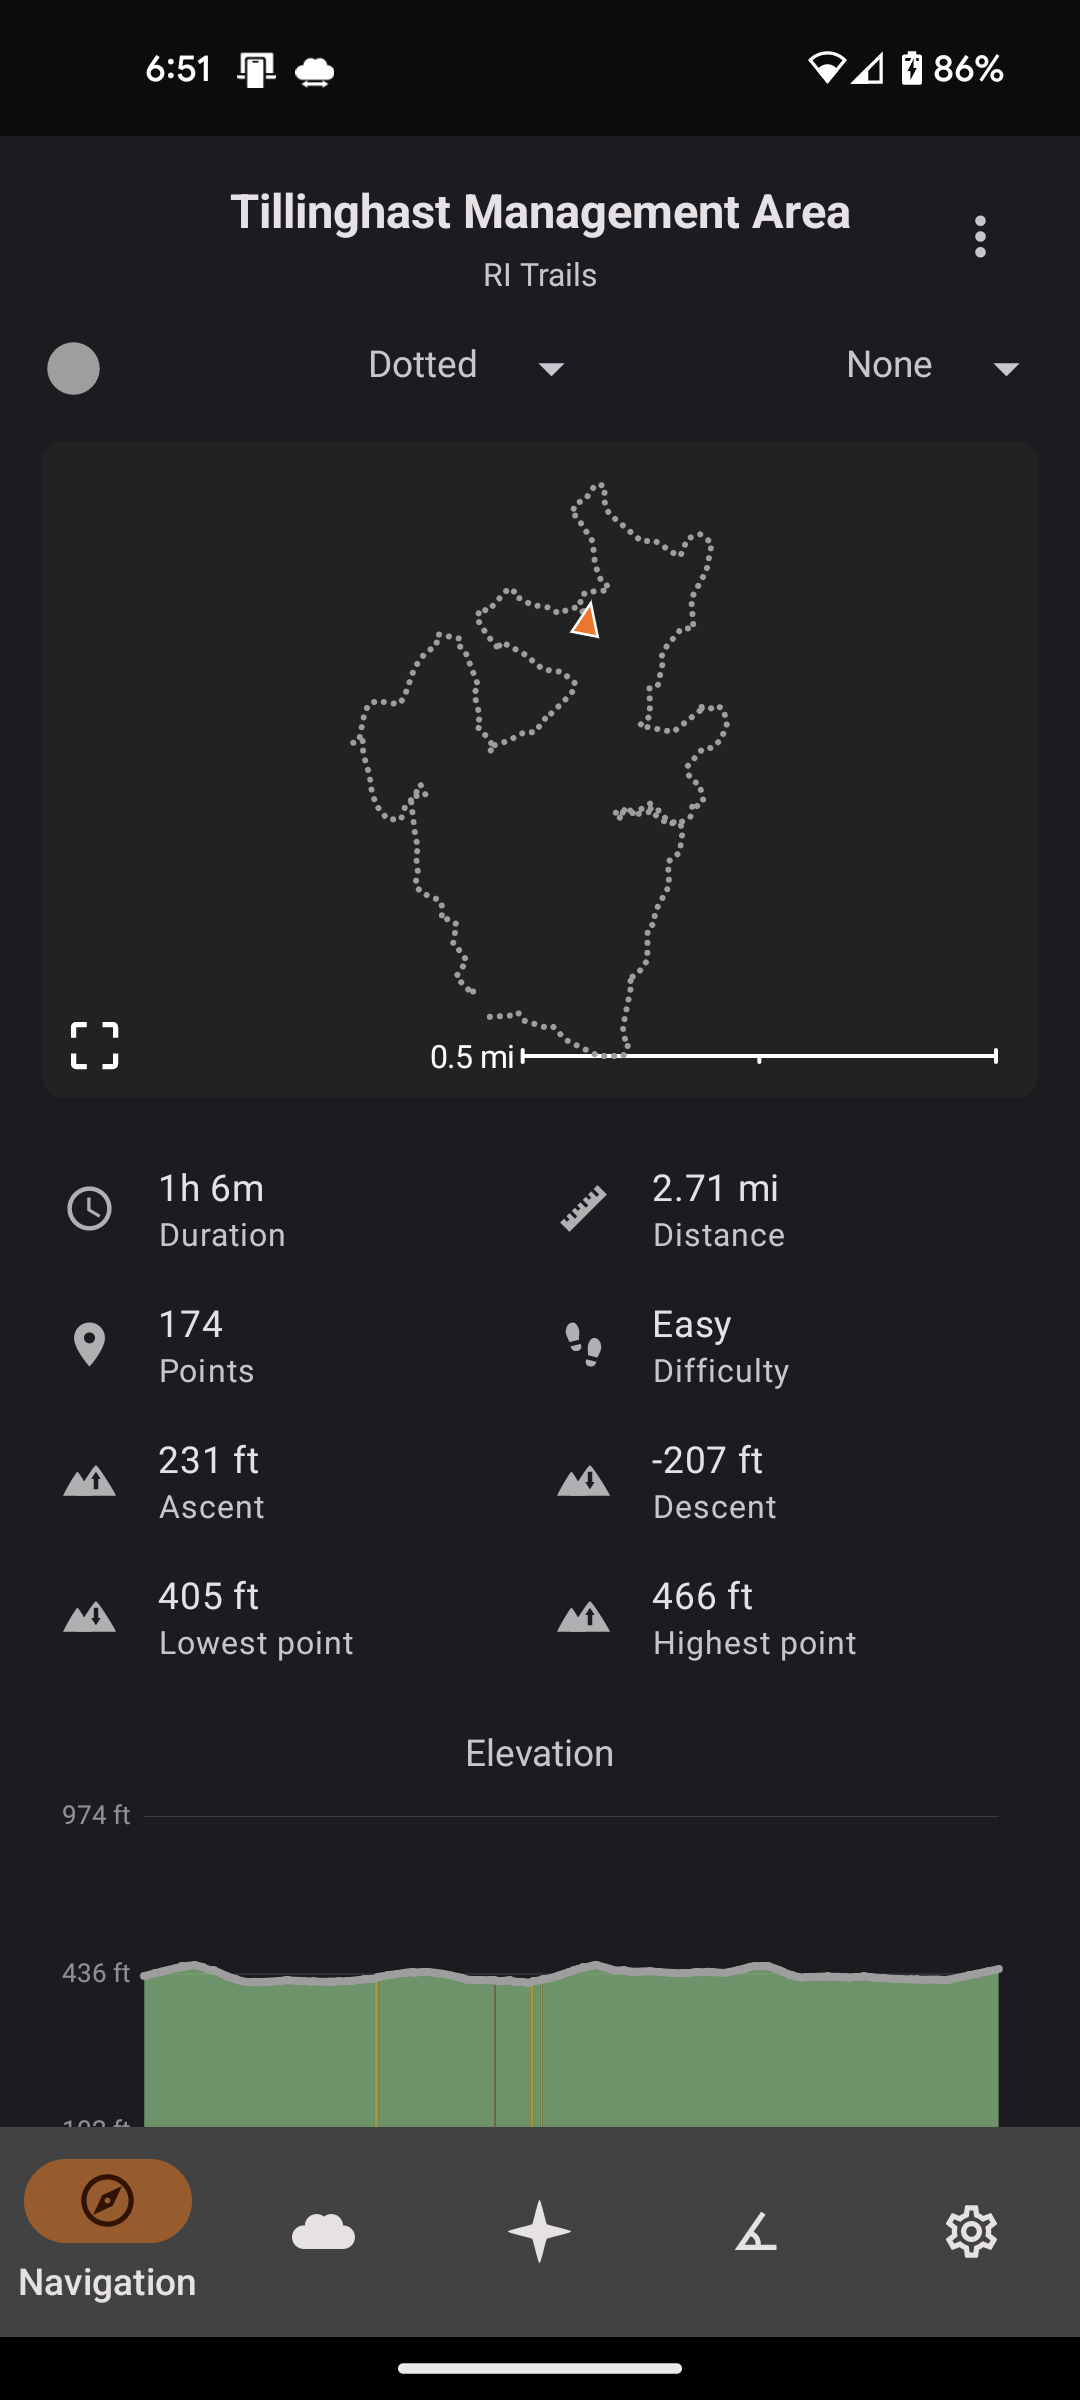 6:51
86%
Tillinghast Management Area
RI Trails
Dotted
None
0.5 mi
1h 6m
Duration
2.71 mi
Distance
174
Points
Easy
Difficulty
231 ft
Ascent
-207 ft
Descent
405 ft
Lowest point
466 ft
Highest point
Elevation
974 ft
436 ft
Navigation